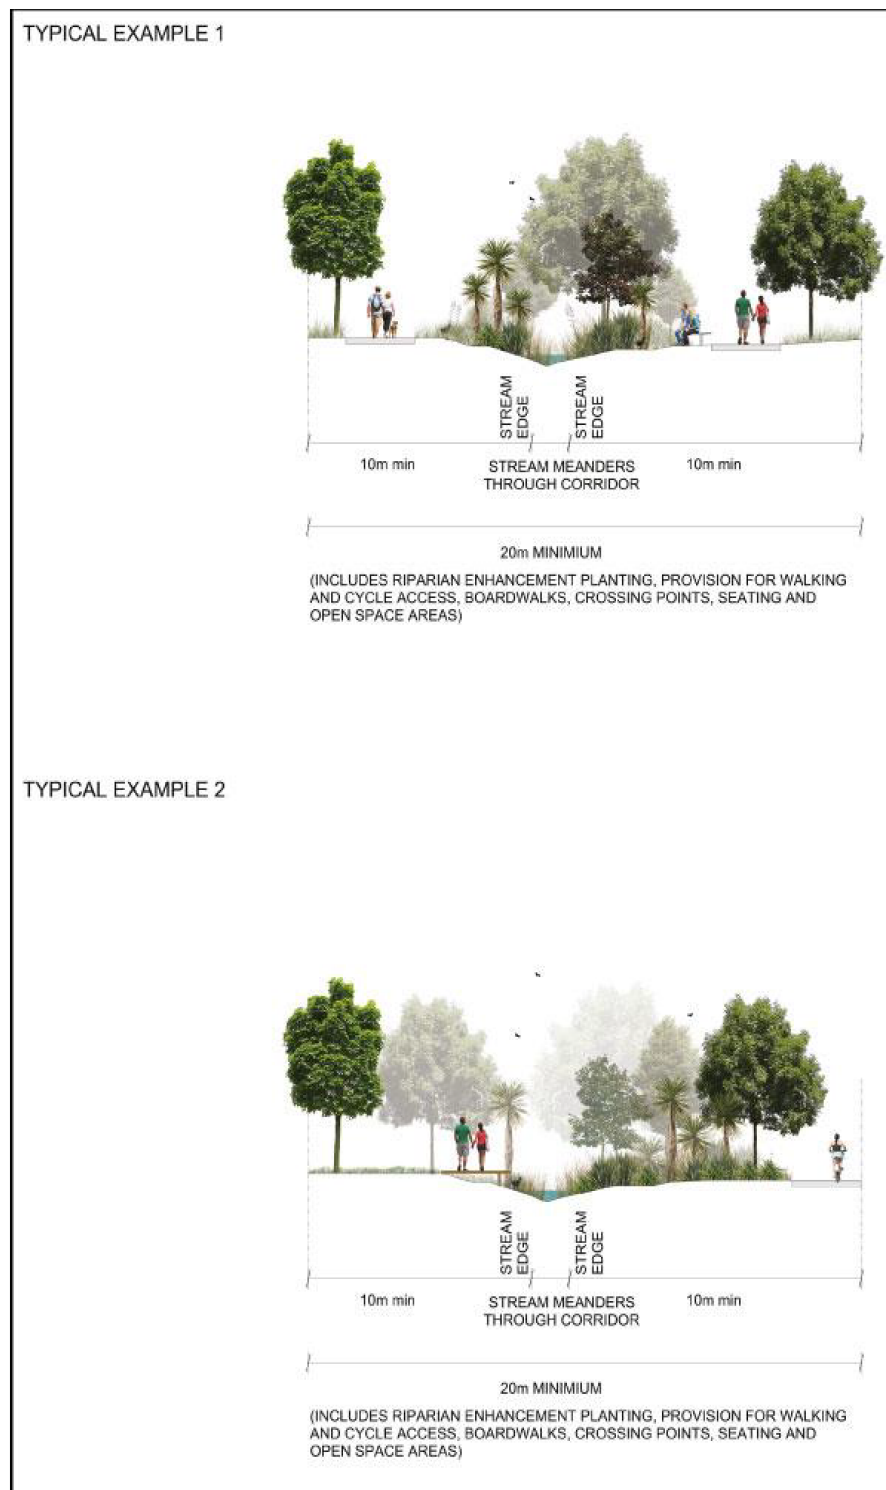 TYPICAL EXAMPLE 1
STREAM
EDGE
STREAM
EDGE
10m min
STREAM MEANDERS
THROUGH CORRIDOR
10m min
20m MINIMIUM
(INCLUDES RIPARIAN ENHANCEMENT PLANTING, PROVISION FOR WALKING
AND CYCLE ACCESS, BOARDWALKS, CROSSING POINTS, SEATING AND
OPEN SPACE AREAS)
TYPICAL EXAMPLE 2
STREAM
EDGE
STREAM
EDGE
10m min
STREAM MEANDERS
THROUGH CORRIDOR
10m min
20m MINIMIUM
(INCLUDES RIPARIAN ENHANCEMENT PLANTING, PROVISION FOR WALKING
AND CYCLE ACCESS, BOARDWALKS, CROSSING POINTS, SEATING AND
OPEN SPACE AREAS)